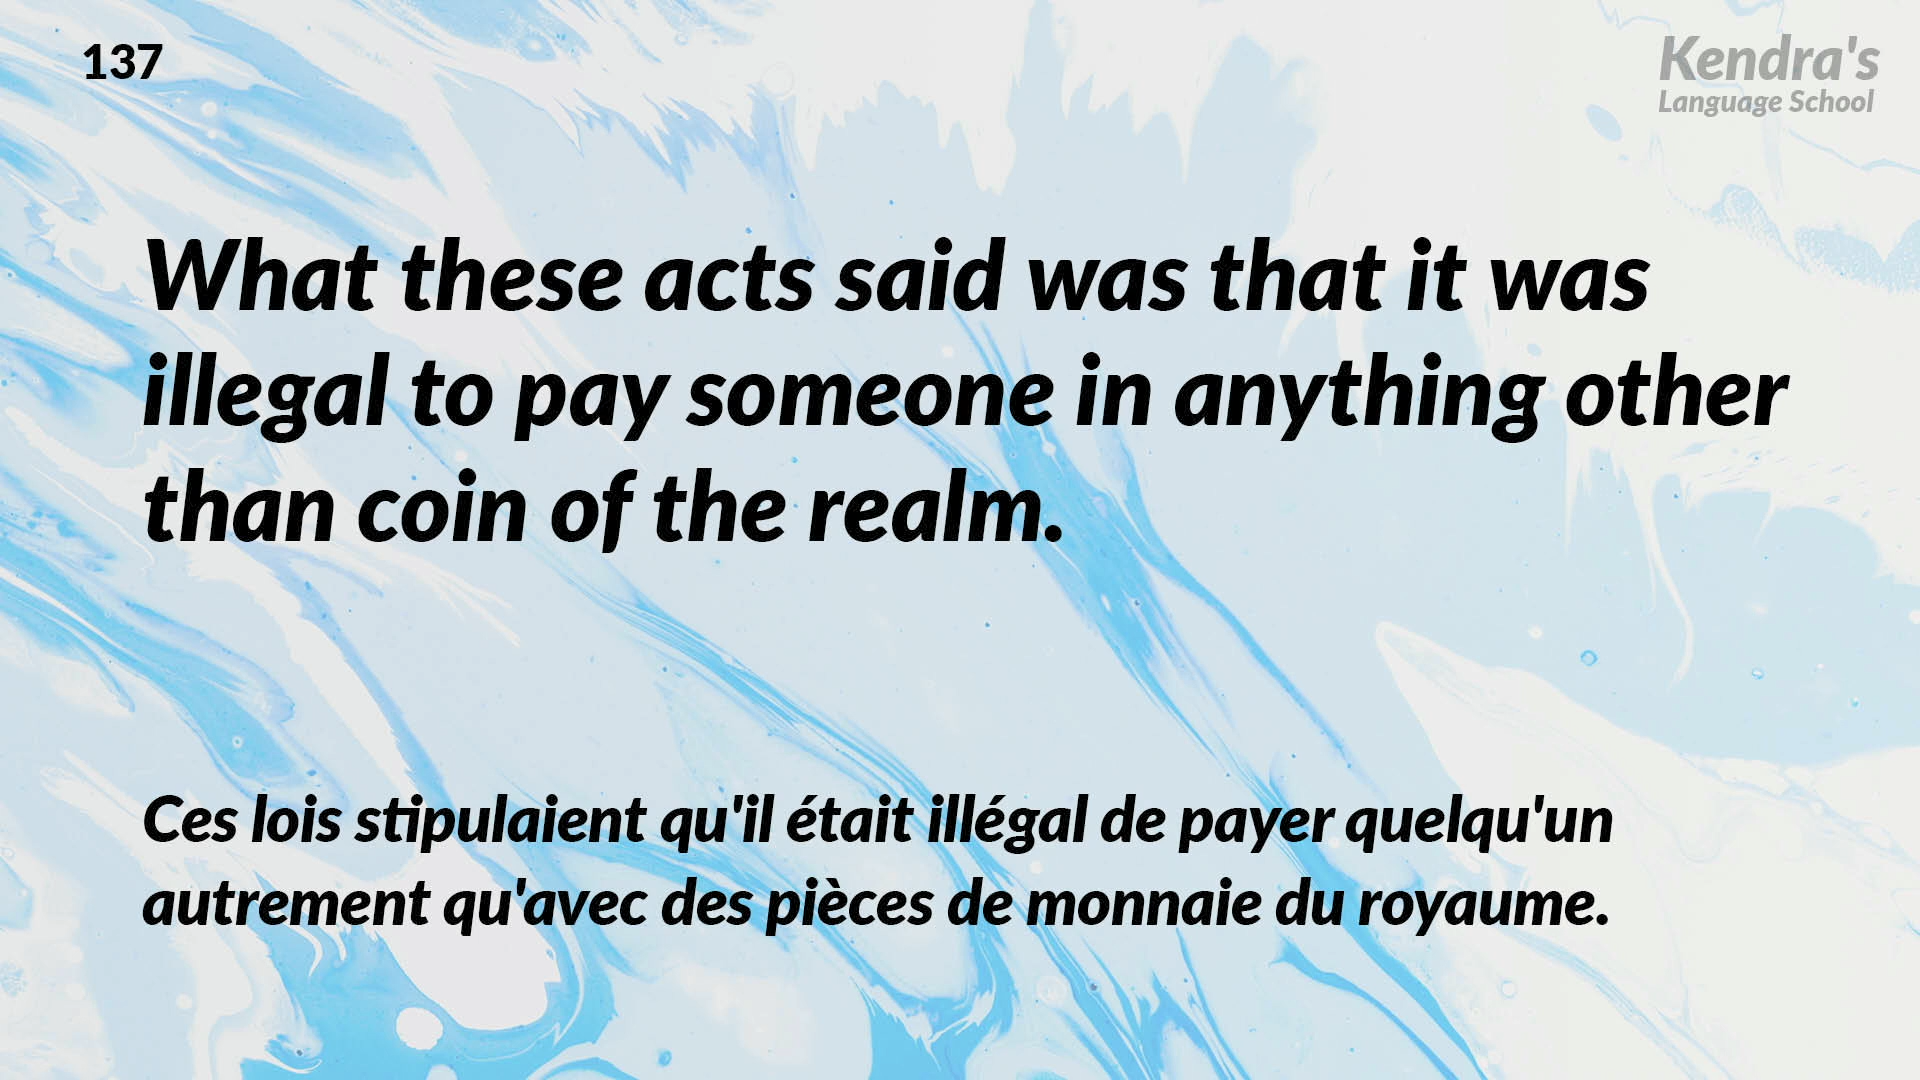 137
Kendra's
Language School
What these acts said was that it was
illegal to pay someone in anything other
than coin of the realm.
Ces lois stipulaient qu'il était illégal de payer quelqu'un
autrement qu'avec des pièces de monnaie du royaume.